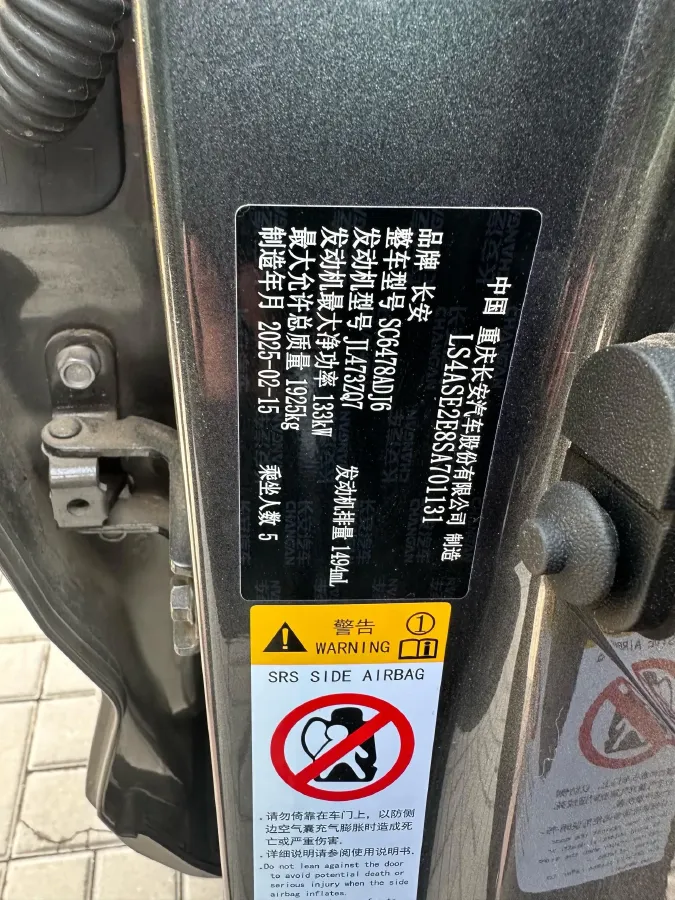 中国 重庆长安汽车股份有限公司 制造
LS4ASE2E8SA701131
品牌 长安
整车型号 SC6478ADJ6
发动机型号 JL473ZQ7
发动机最大净功率 133kW 发动机排量 1494mL
最大允许总质量 1925kg
制造年月 2025-02-15 乘坐人数 5
警告
WARNING
SRS SIDE AIRBAG
.请勿倚靠在车门上，以防侧
边空气囊充气膨胀时造成死
亡或严重伤害.
.详细说明请参阅使用说明书.
.Do not lean against the door
to avoid potential death or
serious injury when the side
airbag inflates.